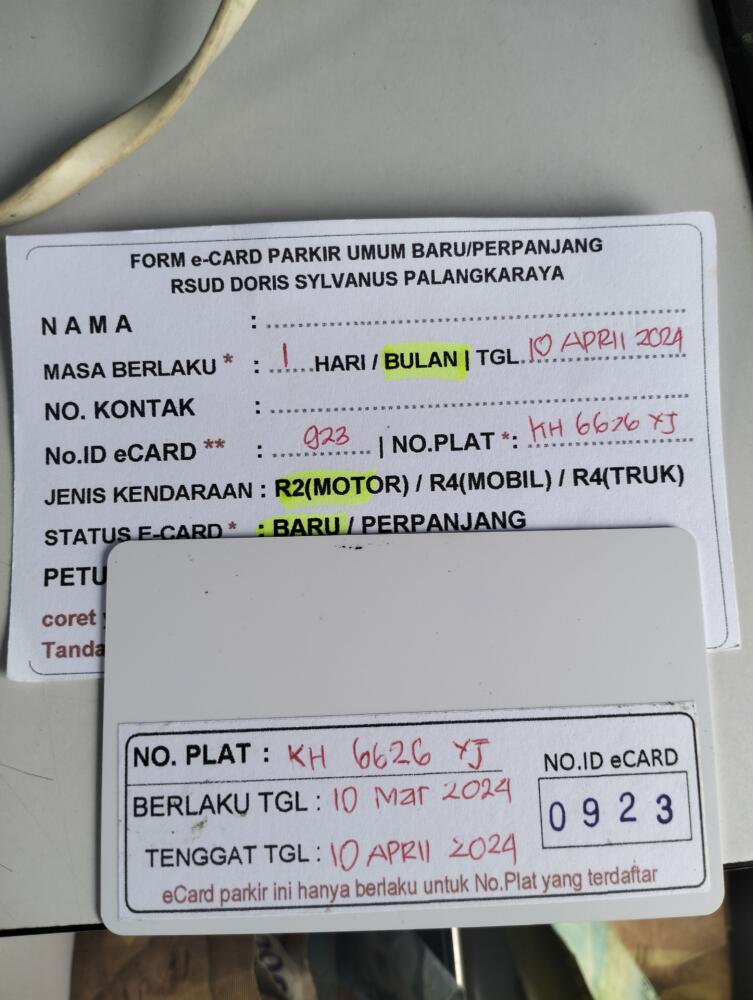 FORM e-CARD PARKIR UMUM BARU/PERPANJANG
RSUD DORIS SYLVANUS PALANGKARAYA
N A M A :
MASA BERLAKU * : 1 HARI / BULAN | TGL. 10 APRIL 2024
NO. KONTAK :
No.ID eCARD ** : 923 | NO.PLAT *: KH 6626 YJ
JENIS KENDARAAN : R2(MOTOR) / R4(MOBIL) / R4(TRUK)
STATUS E-CARD * : BARU / PERPANJANG
PETU
coret
Tanda
NO. PLAT : KH 6626 YJ
NO.ID eCARD
0923
BERLAKU TGL : 10 Mar 2024
TENGGAT TGL : 10 APRIL 2024
eCard parkir ini hanya berlaku untuk No.Plat yang terdaftar